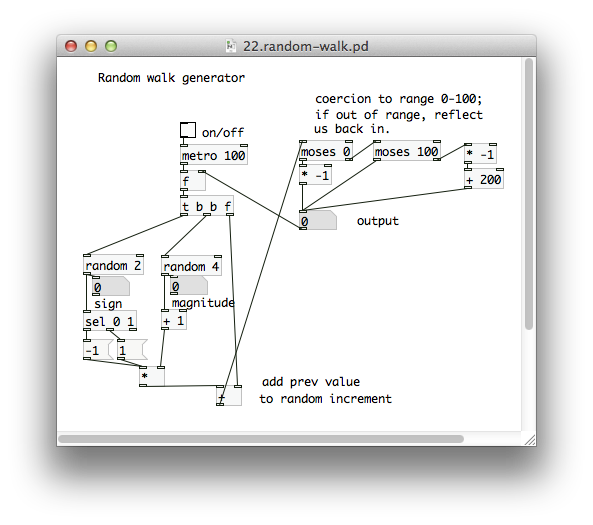 22.random-walk.pd
Random walk generator
coercion to range 0-100;
if out of range, reflect
us back in.
on/off
metro 100
moses 0
moses 100
* -1
* -1
f
+ 200
t b b f
0
output
random 2
random 4
0
0
sign
magnitude
sel 0 1
+ 1
-1
1
*
add prev value
+
to random increment